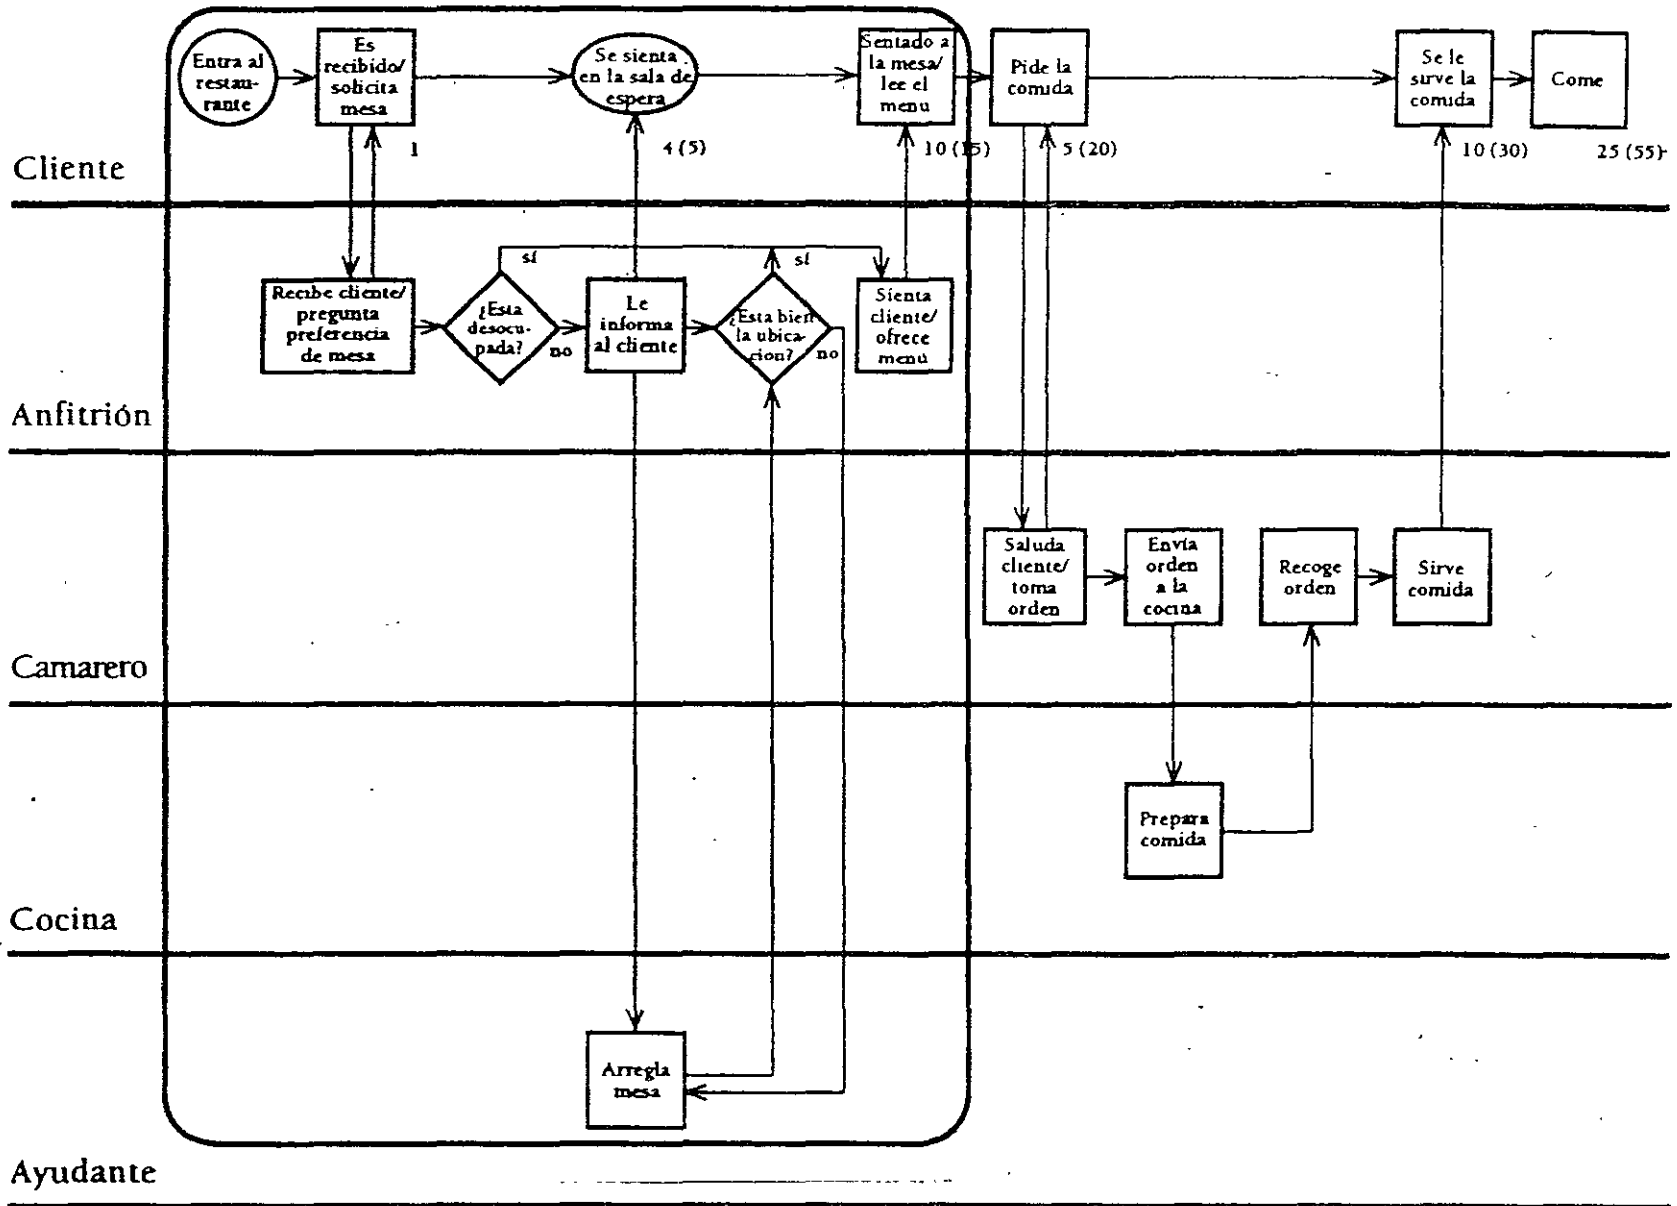 Entra al
restau-
rante
Es
recibido/
solicita
mesa
Se sienta
en la sala de
espera
Sentado a
la mesa/
lee el
menu
Pide la
comida
Se le
sirve la
comida
Come
1
4 (5)
10 (15)
5 (20)
10 (30)
25 (55)
Cliente
sí
sí
Recibe cliente/
pregunta
preferencia
de mesa
¿Esta
desocu-
pada?
no
Le
informa
al cliente
¿Esta bien
la ubica-
cion?
no
Sienta
cliente/
ofrece
menú
Anfitrión
Saluda
cliente/
toma
orden
Envía
orden
a la
cocina
Recoge
orden
Sirve
comida
Camarero
Prepara
comida
Cocina
Arregla
mesa
Ayudante